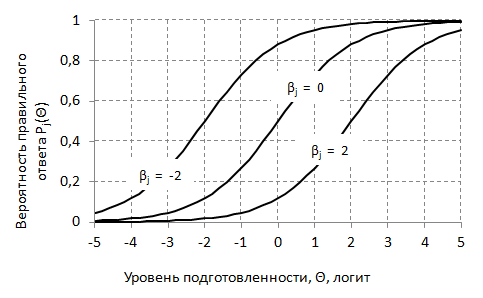 Вероятность правильного
ответа Pj(Θ)
1
0,8
0,6
0,4
0,2
0
βj = 0
βj = 2
βj = -2
-5 -4 -3 -2 -1 0 1 2 3 4 5
Уровень подготовленности, Θ, логит